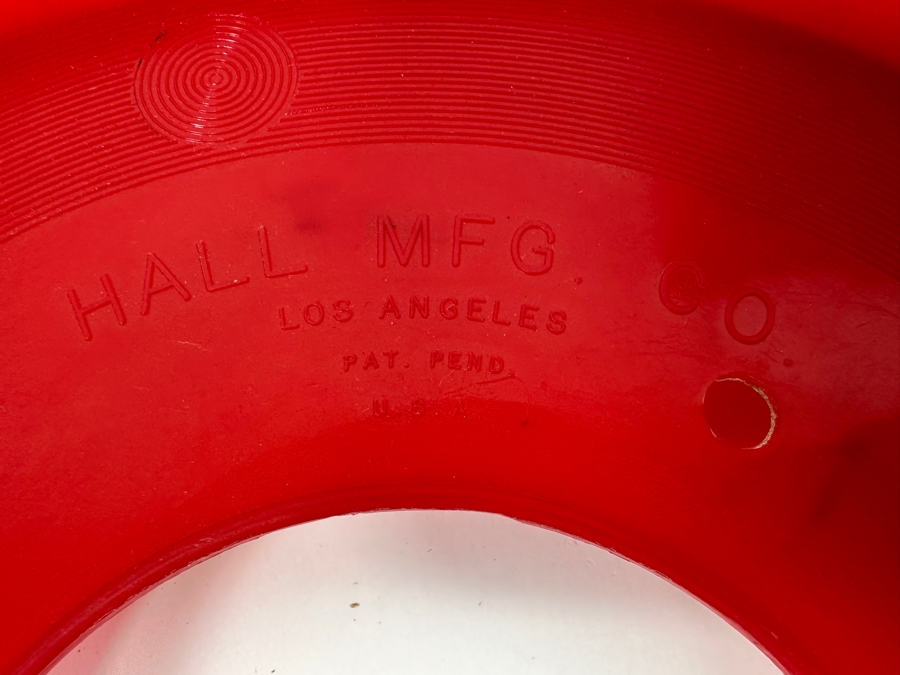 HALL MFG. CO.
LOS ANGELES
PAT. PEND.
U.S.A.